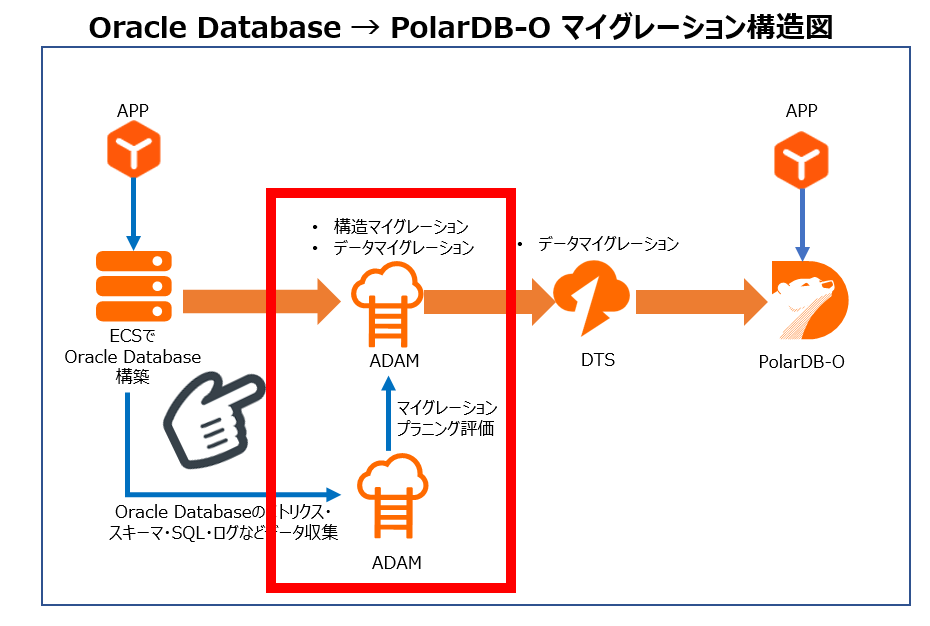 Oracle Database → PolarDB-O マイグレーション構造図
APP
APP
• 構造マイグレーション
• データマイグレーション
• データマイグレーション
ECSで
Oracle Database
構築
ADAM
DTS
PolarDB-O
マイグレーション
プラニング評価
Oracle Databaseの トリクス・
スキーマ・SQL・ログなどデータ収集
ADAM